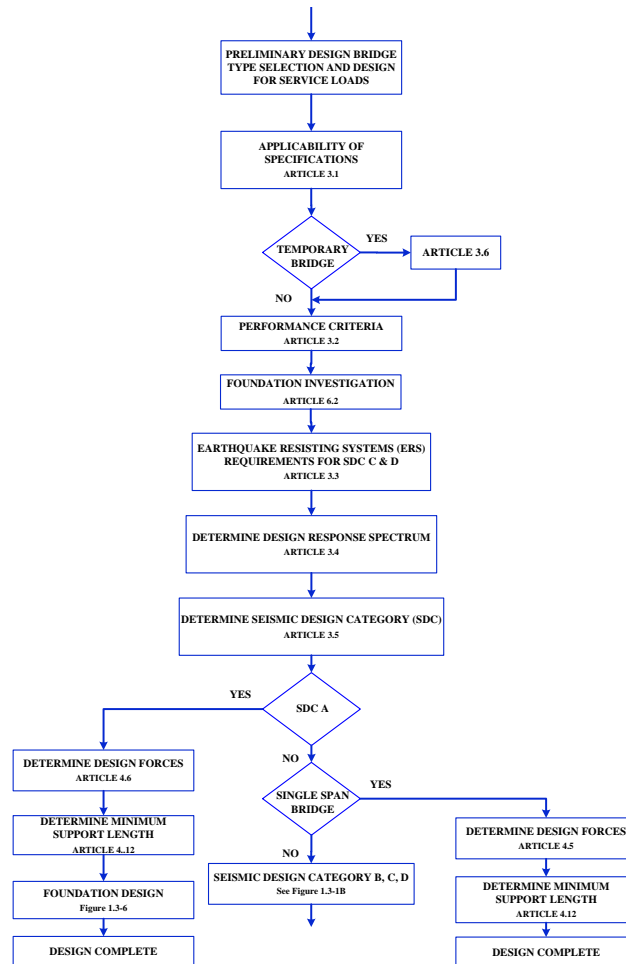 PRELIMINARY DESIGN BRIDGE
TYPE SELECTION AND DESIGN
FOR SERVICE LOADS
APPLICABILITY OF
SPECIFICATIONS
ARTICLE 3.1
TEMPORARY
BRIDGE
YES
ARTICLE 3.6
NO
PERFORMANCE CRITERIA
ARTICLE 3.2
FOUNDATION INVESTIGATION
ARTICLE 6.2
EARTHQUAKE RESISTING SYSTEMS (ERS)
REQUIREMENTS FOR SDC C & D
ARTICLE 3.3
DETERMINE DESIGN RESPONSE SPECTRUM
ARTICLE 3.4
DETERMINE SEISMIC DESIGN CATEGORY (SDC)
ARTICLE 3.5
SDC A
YES
DETERMINE DESIGN FORCES
ARTICLE 4.6
DETERMINE MINIMUM
SUPPORT LENGTH
ARTICLE 4..12
FOUNDATION DESIGN
Figure 1.3-6
DESIGN COMPLETE
NO
SINGLE SPAN
BRIDGE
NO
SEISMIC DESIGN CATEGORY B, C, D
See Figure 1.3-1B
YES
DETERMINE DESIGN FORCES
ARTICLE 4.5
DETERMINE MINIMUM
SUPPORT LENGTH
ARTICLE 4.12
DESIGN COMPLETE